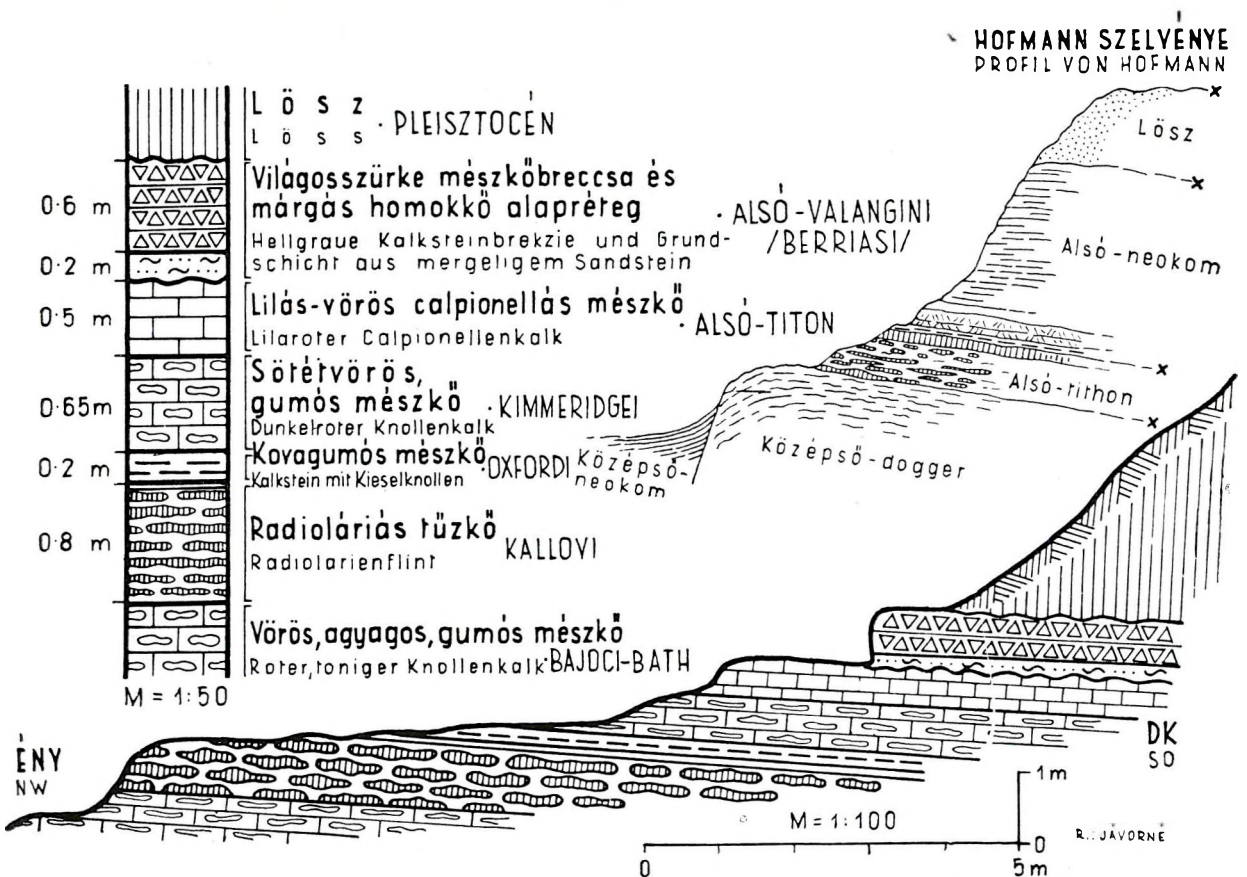 HOFMANN SZELVÉNYE
PROFIL VON HOFMANN
Lösz
Löss · PLEISZTOCÉN
0·6 m
Világosszürke mészkőbreccsa és
márgás homokkő alapréteg
Hellgraue Kalksteinbrekzie und Grund-
schicht aus mergeligem Sandstein
· ALSÓ-VALANGINI
/BERRIASI/
0·2 m
0·5 m
Lilás-vörös calpionellás mészkő
Lilaroter Calpionellenkalk
· ALSÓ-TITON
0·65m
Sötétvörös,
gumós mészkő
Dunkelroter Knollenkalk
· KIMMERIDGEI
0·2 m
Kovagumós mészkő
Kalkstein mit Kieselknollen
·OXFORDI
0·8 m
Radioláriás tűzkő
Radiolarienflint
KALLOVI
Vörös, agyagos, gumós mészkő
Roter, toniger Knollenkalk·BAJOCI-BATH
M = 1:50
Lösz
Alsó-neokom
Alsó-tithon
Középső-dogger
Középső-
neokom
ÉNY
NW
DK
SO
1m
0
M = 1:100
0
5m
R.: JÁVORNÉ